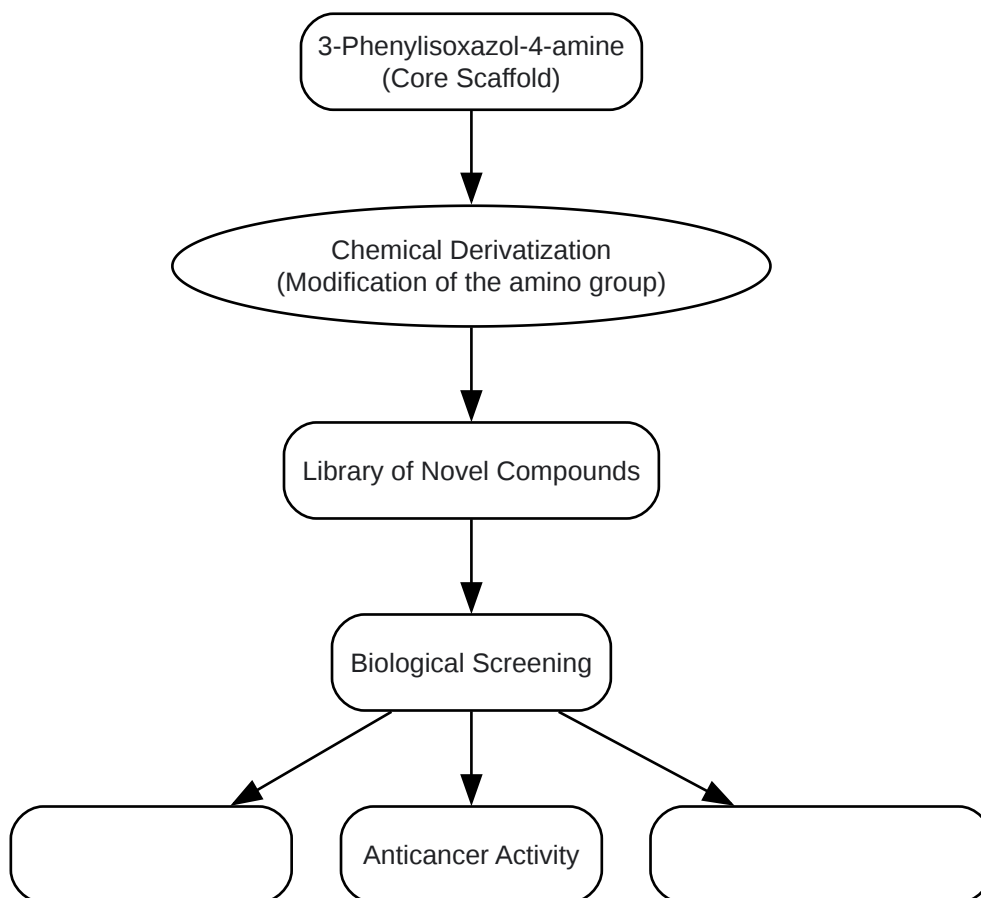 3-Phenylisoxazol-4-amine
(Core Scaffold)
Chemical Derivatization
(Modification of the amino group)
Library of Novel Compounds
Biological Screening
Anticancer Activity